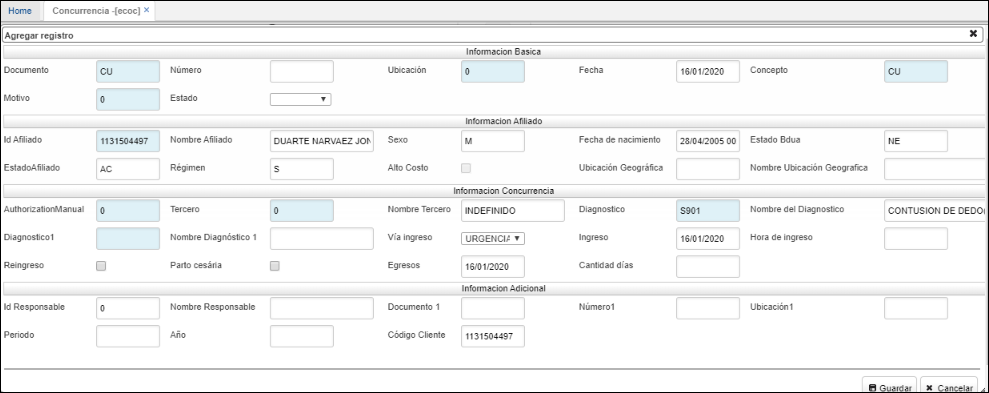 Home Concurrencia -[ecoc] ×
Agregar registro ✖
Informacion Basica
Documento CU Número Ubicación 0 Fecha 16/01/2020 Concepto CU
Motivo 0 Estado
Informacion Afiliado
Id Afiliado 1131504497 Nombre Afiliado DUARTE NARVAEZ JON Sexo M Fecha de nacimiento 28/04/2005 00 Estado Bdua NE
EstadoAfiliado AC Régimen S Alto Costo Ubicación Geográfica Nombre Ubicación Geografica
Informacion Concurrencia
AuthorizationManual 0 Tercero 0 Nombre Tercero INDEFINIDO Diagnostico S901 Nombre del Diagnostico CONTUSION DE DEDO(
Diagnostico1 Nombre Diagnóstico 1 Vía ingreso URGENCIA Ingreso 16/01/2020 Hora de ingreso
Reingreso Parto cesária Egresos 16/01/2020 Cantidad días
Informacion Adicional
Id Responsable 0 Nombre Responsable Documento 1 Número1 Ubicación1
Periodo Año Código Cliente 1131504497
Guardar ✖ Cancelar